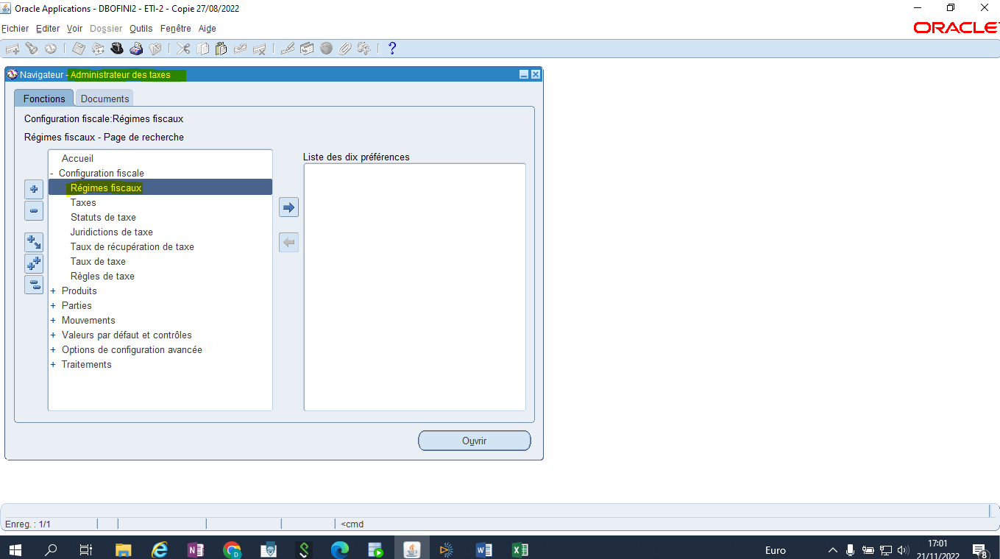 Oracle Applications - DBOFINI2 - ETI-2 - Copie 27/08/2022
Fichier Editer Voir Dossier Outils Fenêtre Aide
ORACLE
Navigateur - Administrateur des taxes
Fonctions Documents
Configuration fiscale:Régimes fiscaux
Régimes fiscaux - Page de recherche
Accueil
- Configuration fiscale
Régimes fiscaux
Taxes
Statuts de taxe
Juridictions de taxe
Taux de récupération de taxe
Taux de taxe
Règles de taxe
+ Produits
+ Parties
+ Mouvements
+ Valeurs par défaut et contrôles
+ Options de configuration avancée
+ Traitements
Liste des dix préférences
Ouvrir
Enreg. : 1/1 <cmd
Euro
17:01
21/11/2022
8